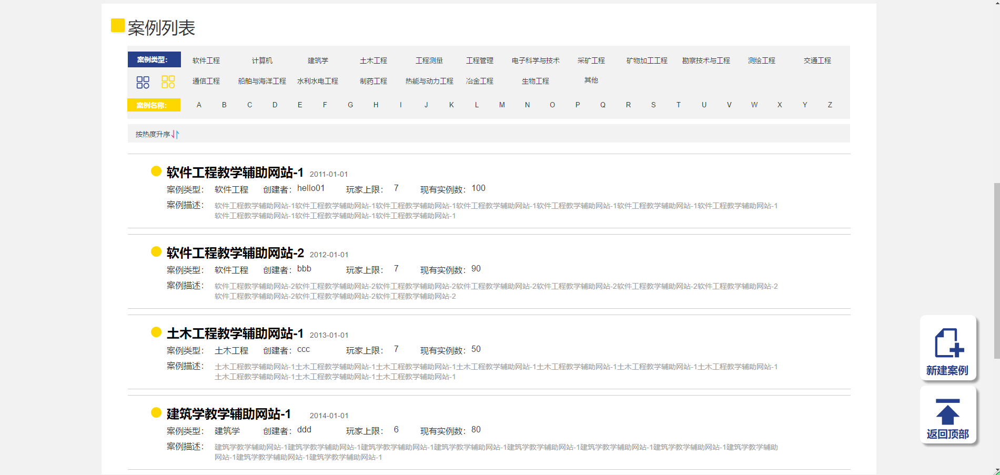 案例列表
案例类型： 软件工程 计算机 建筑学 土木工程 工程测量 工程管理 电子科学与技术 采矿工程 矿物加工工程 勘察技术与工程 测绘工程 交通工程
通信工程 船舶与海洋工程 水利水电工程 制药工程 热能与动力工程 冶金工程 生物工程 其他
案例名称： A B C D E F G H I J K L M N O P Q R S T U V W X Y Z
按热度升序
软件工程教学辅助网站-1 2011-01-01
案例类型： 软件工程 创建者： hello01 玩家上限： 7 现有实例数： 100
案例描述： 软件工程教学辅助网站-1软件工程教学辅助网站-1软件工程教学辅助网站-1软件工程教学辅助网站-1软件工程教学辅助网站-1软件工程教学辅助网站-1软件工程教学辅助网站-1
软件工程教学辅助网站-1软件工程教学辅助网站-1软件工程教学辅助网站-1
软件工程教学辅助网站-2 2012-01-01
案例类型： 软件工程 创建者： bbb 玩家上限： 7 现有实例数： 90
案例描述： 软件工程教学辅助网站-2软件工程教学辅助网站-2软件工程教学辅助网站-2软件工程教学辅助网站-2软件工程教学辅助网站-2软件工程教学辅助网站-2软件工程教学辅助网站-2
软件工程教学辅助网站-2软件工程教学辅助网站-2软件工程教学辅助网站-2
土木工程教学辅助网站-1 2013-01-01
案例类型： 土木工程 创建者： ccc 玩家上限： 7 现有实例数： 50
案例描述： 土木工程教学辅助网站-1土木工程教学辅助网站-1土木工程教学辅助网站-1土木工程教学辅助网站-1土木工程教学辅助网站-1土木工程教学辅助网站-1土木工程教学辅助网站-1
土木工程教学辅助网站-1土木工程教学辅助网站-1土木工程教学辅助网站-1
建筑学教学辅助网站-1 2014-01-01
案例类型： 建筑学 创建者： ddd 玩家上限： 6 现有实例数： 80
案例描述： 建筑学教学辅助网站-1建筑学教学辅助网站-1建筑学教学辅助网站-1建筑学教学辅助网站-1建筑学教学辅助网站-1建筑学教学辅助网站-1建筑学教学辅助网站-1建筑学教学辅助
网站-1建筑学教学辅助网站-1建筑学教学辅助网站-1
新建案例
返回顶部